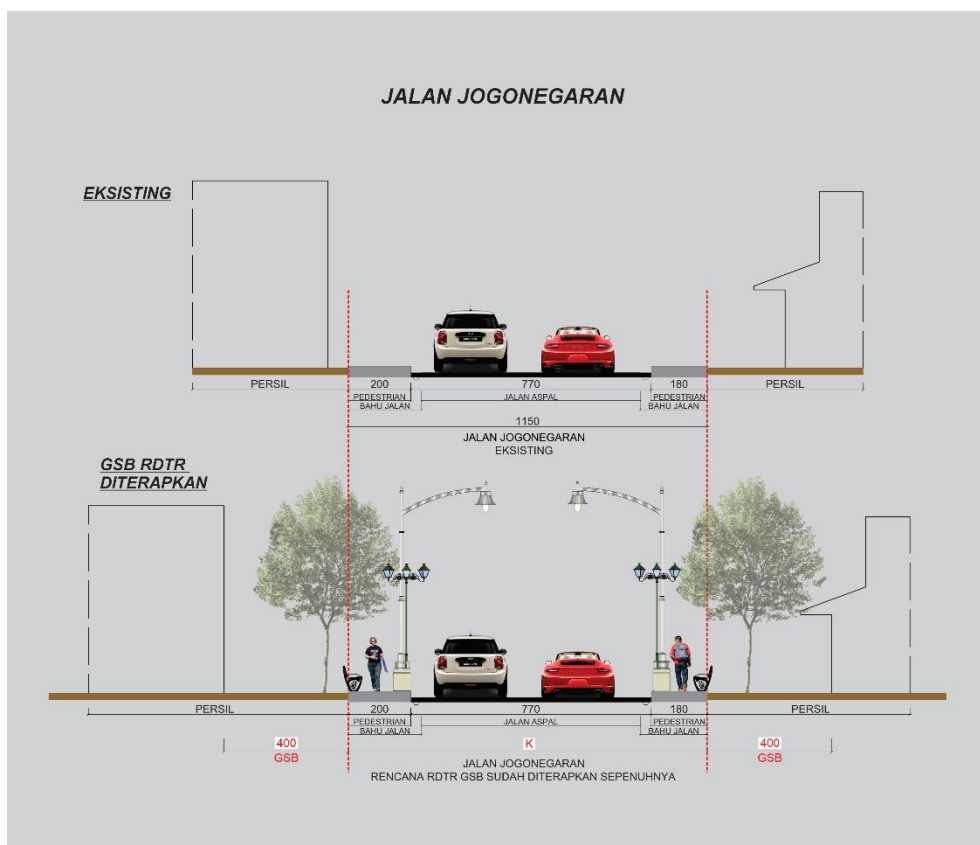 JALAN JOGONEGARAN
EKSISTING
PERSIL
200
770
180
PERSIL
PEDESTRIAN
JALAN ASPAL
PEDESTRIAN
BAHU JALAN
BAHU JALAN
1150
JALAN JOGONEGARAN
EKSISTING
GSB RDTR
DITERAPKAN
PERSIL
200
770
180
PERSIL
PEDESTRIAN
JALAN ASPAL
PEDESTRIAN
BAHU JALAN
BAHU JALAN
400
K
400
GSB
GSB
JALAN JOGONEGARAN
RENCANA RDTR GSB SUDAH DITERAPKAN SEPENUHNYA